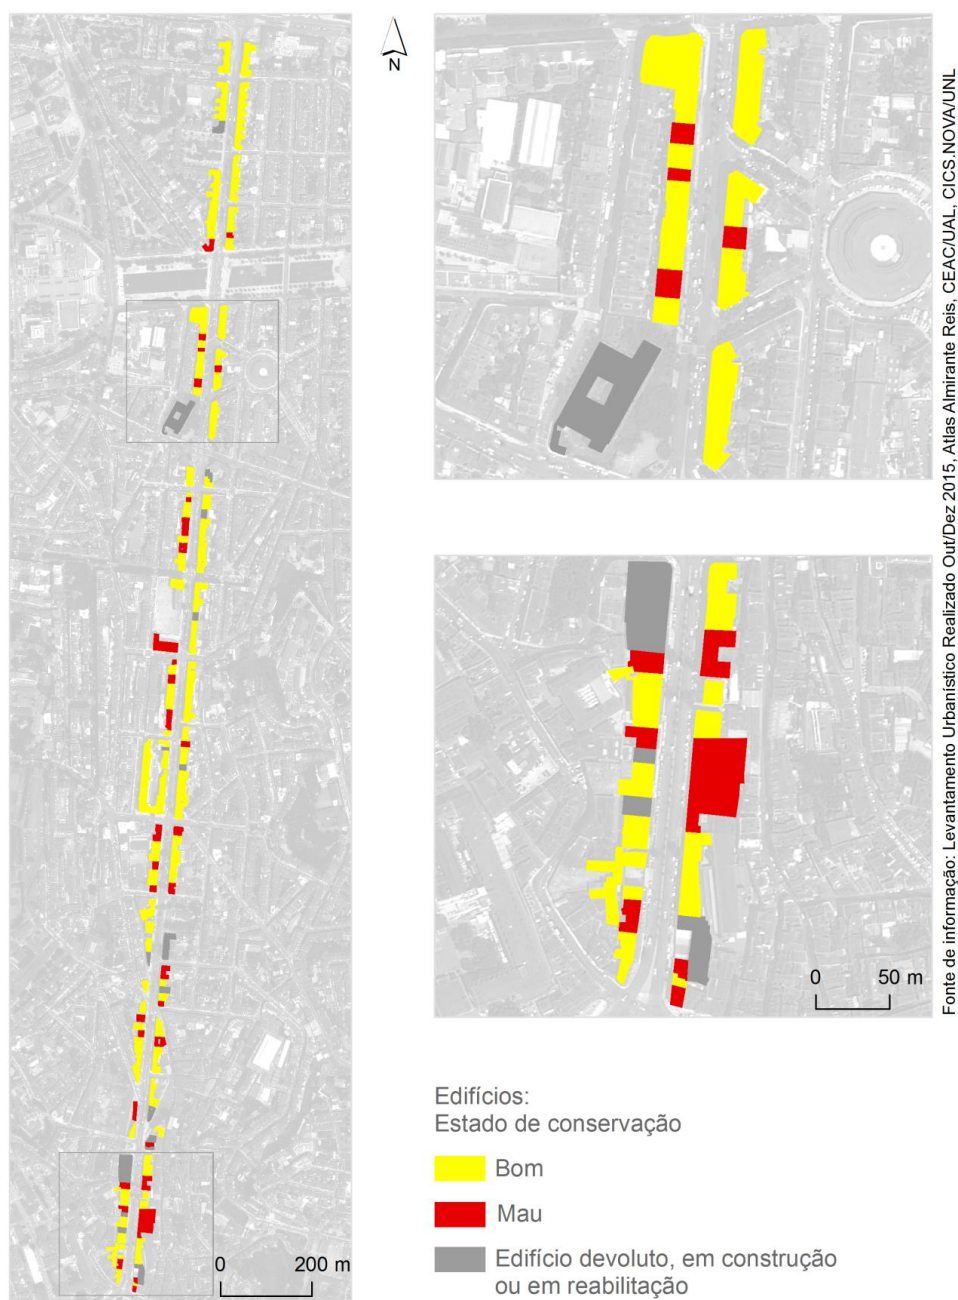 N
0 200 m
0 50 m
Edifícios:
Estado de conservação
Bom
Mau
Edifício devoluto, em construção
ou em reabilitação
Fonte de informação: Levantamento Urbanístico Realizado Out/Dez 2015, Atlas Almirante Reis, CEAC/UAL, CICS.NOVA/UNL